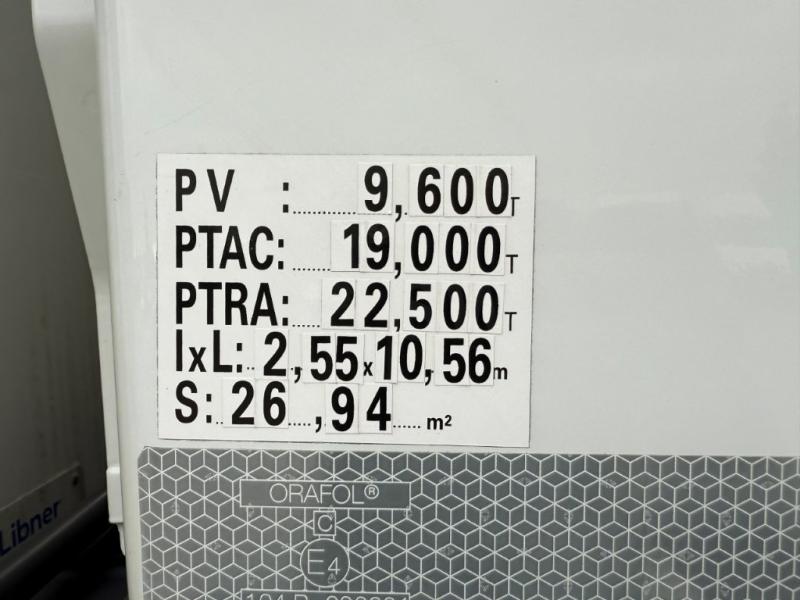 PV :.............9,.600T
PTAC:.......19,000T
PTRA:.....22,500T
IxL:..2,55x10,56m
S:..26.....,94......m²
ORAFOL®
C
E4
Libner